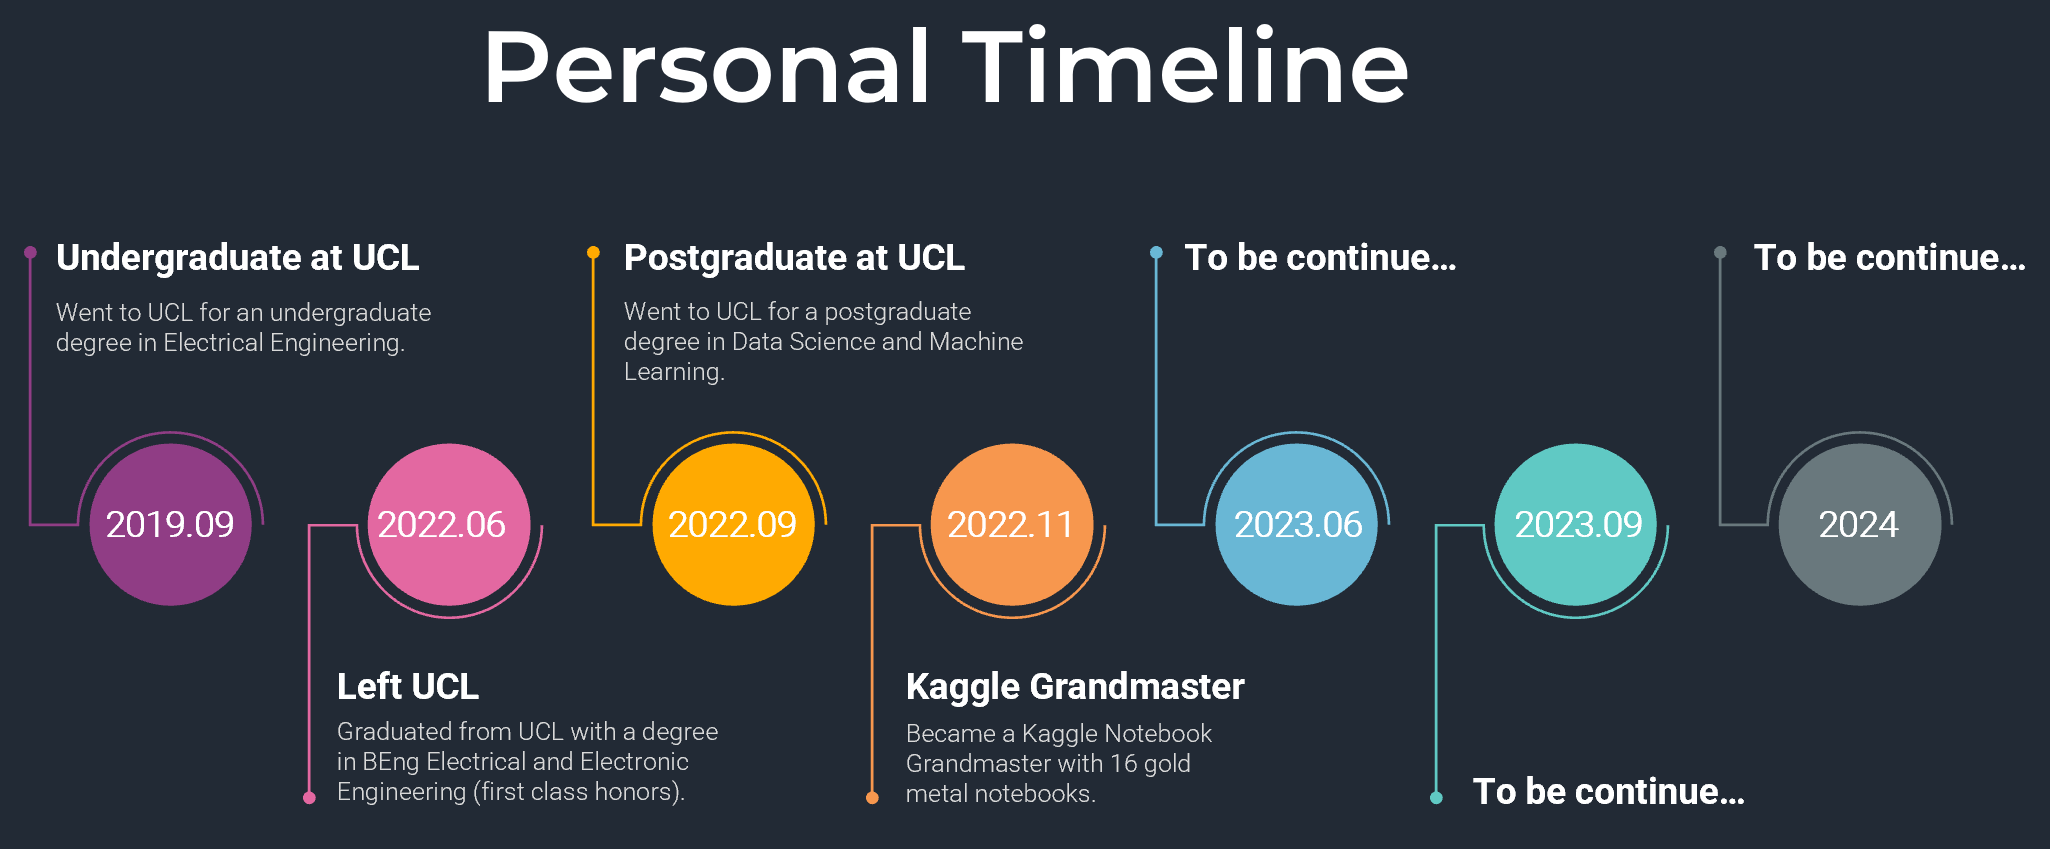 Personal Timeline
Undergraduate at UCL
Went to UCL for an undergraduate
degree in Electrical Engineering.
Postgraduate at UCL
Went to UCL for a postgraduate
degree in Data Science and Machine
Learning.
To be continue...
To be continue...
2019.09
2022.06
2022.09
2022.11
2023.06
2023.09
2024
Left UCL
Graduated from UCL with a degree
in BEng Electrical and Electronic
Engineering (first class honors).
Kaggle Grandmaster
Became a Kaggle Notebook
Grandmaster with 16 gold
metal notebooks.
To be continue...